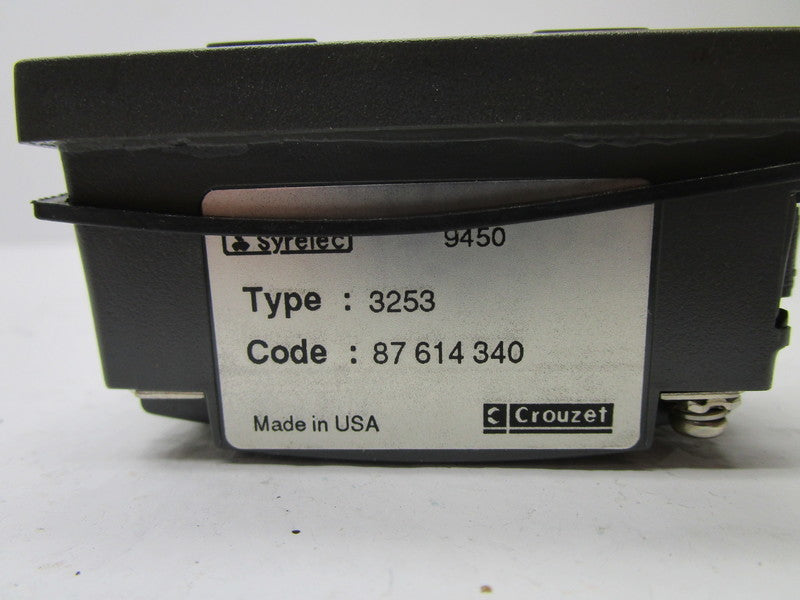 Syrelec 9450
Type : 3253
Code : 87 614 340
Made in USA Crouzet